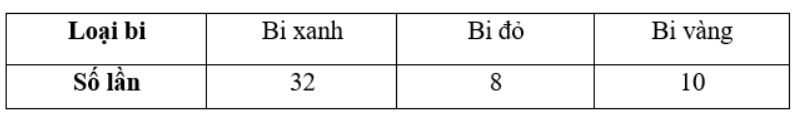 Loại bi Bi xanh Bi đỏ Bi vàng
Số lần 32 8 10